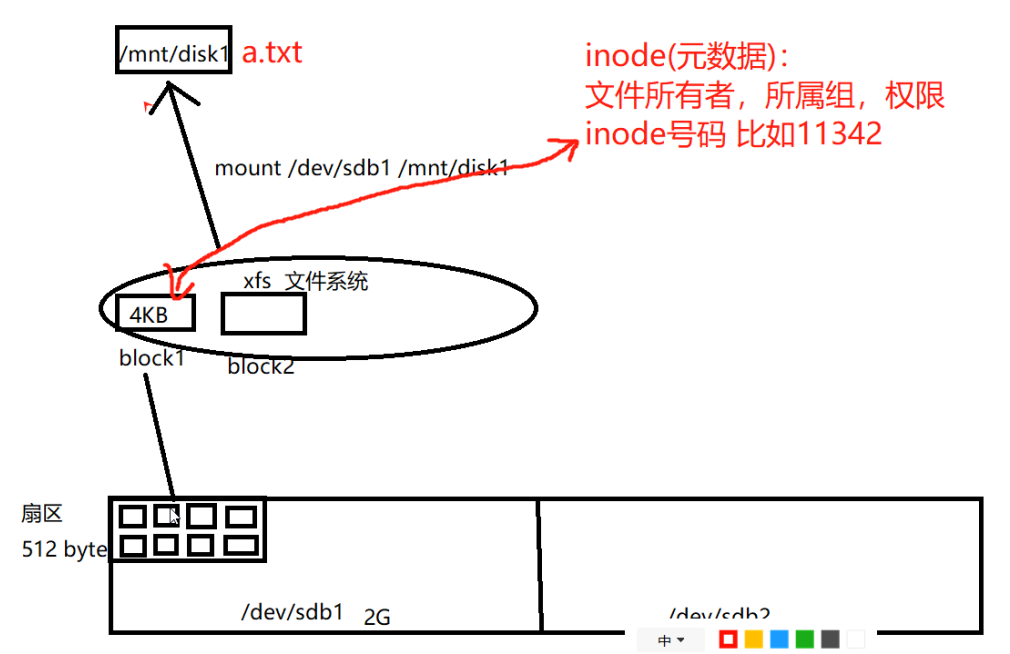 /mnt/disk1 a.txt
inode(元数据)：
文件所有者，所属组，权限
inode号码 比如11342
mount /dev/sdb1 /mnt/disk1
xfs 文件系统
4KB
block1
block2
扇区
512 byte
/dev/sdb1 2G
/dev/sdb2
中